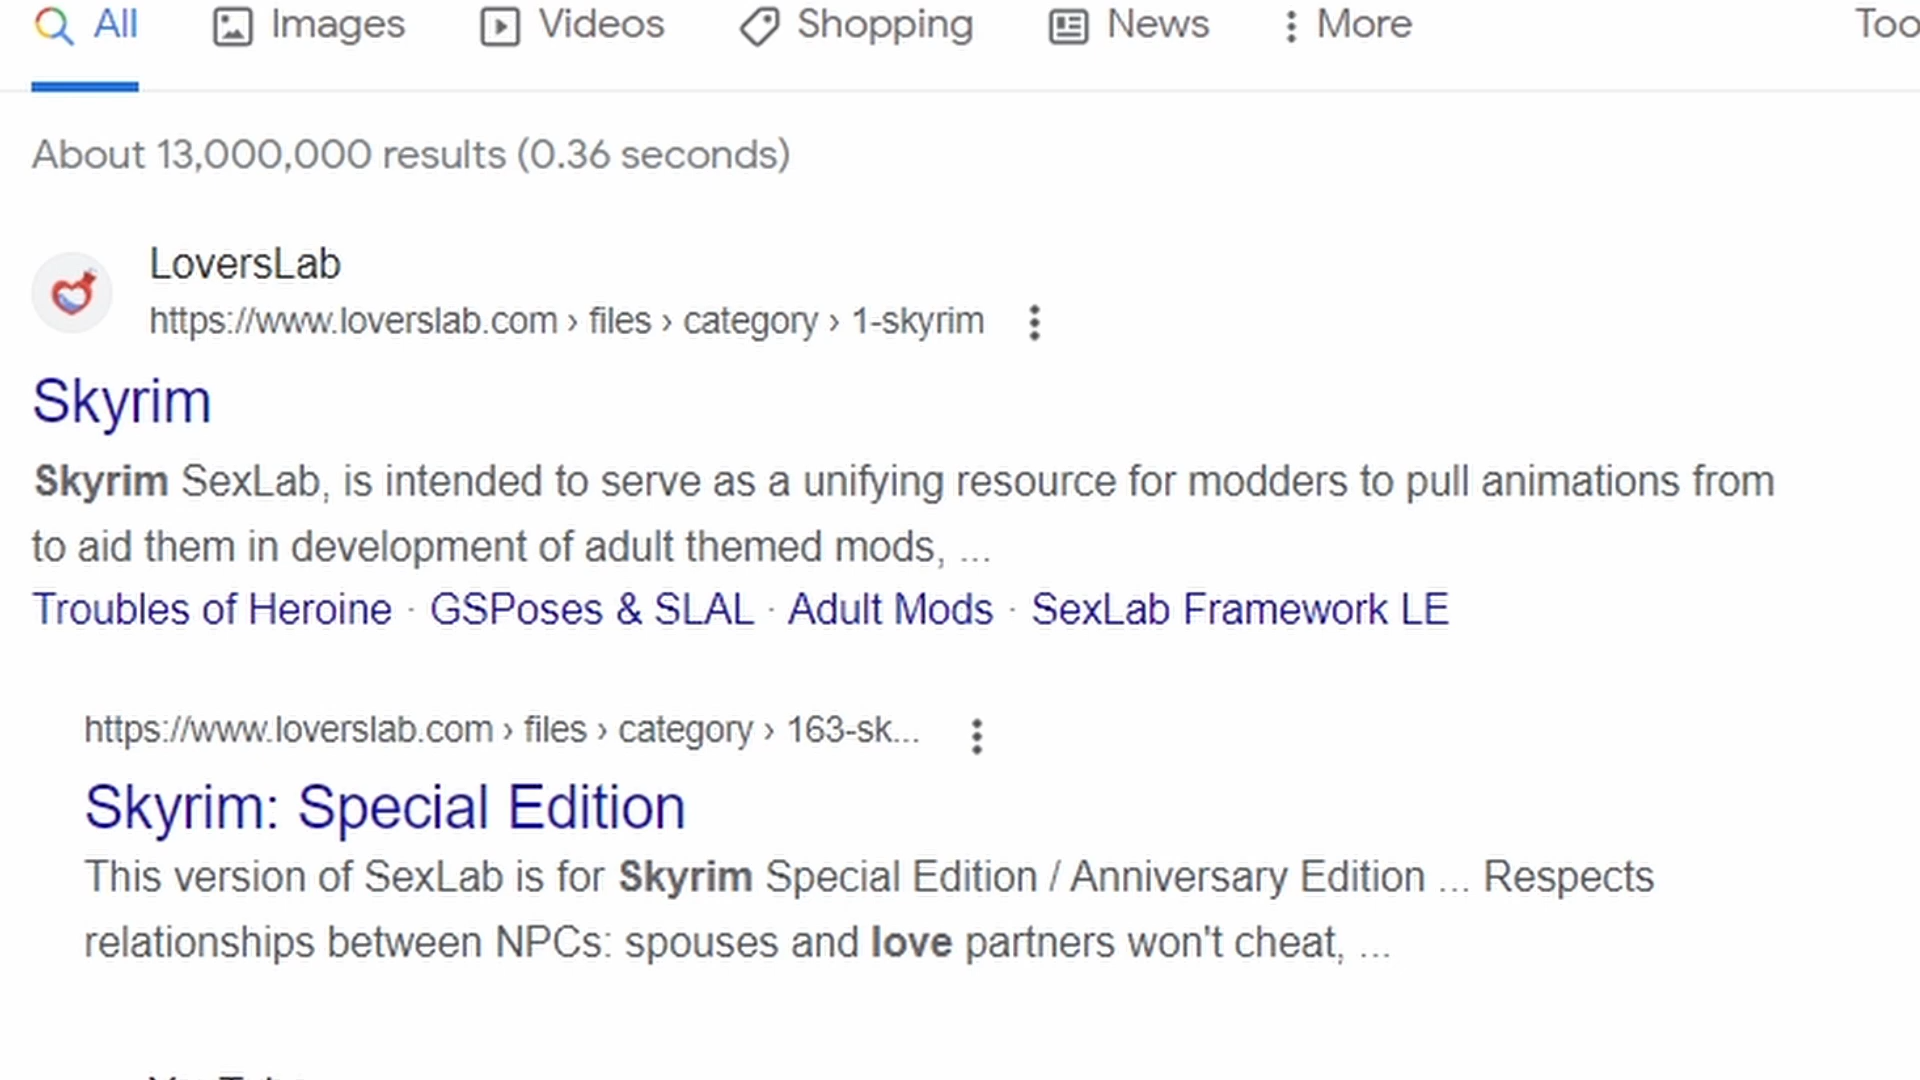 All Images Videos Shopping News More
About 13,000,000 results (0.36 seconds)
LoversLab
https://www.loverslab.com › files › category › 1-skyrim
Skyrim
Skyrim SexLab, is intended to serve as a unifying resource for modders to pull animations from
to aid them in development of adult themed mods, ...
Troubles of Heroine · GSPoses & SLAL · Adult Mods · SexLab Framework LE
https://www.loverslab.com › files › category › 163-sk...
Skyrim: Special Edition
This version of SexLab is for Skyrim Special Edition / Anniversary Edition ... Respects
relationships between NPCs: spouses and love partners won't cheat, ...